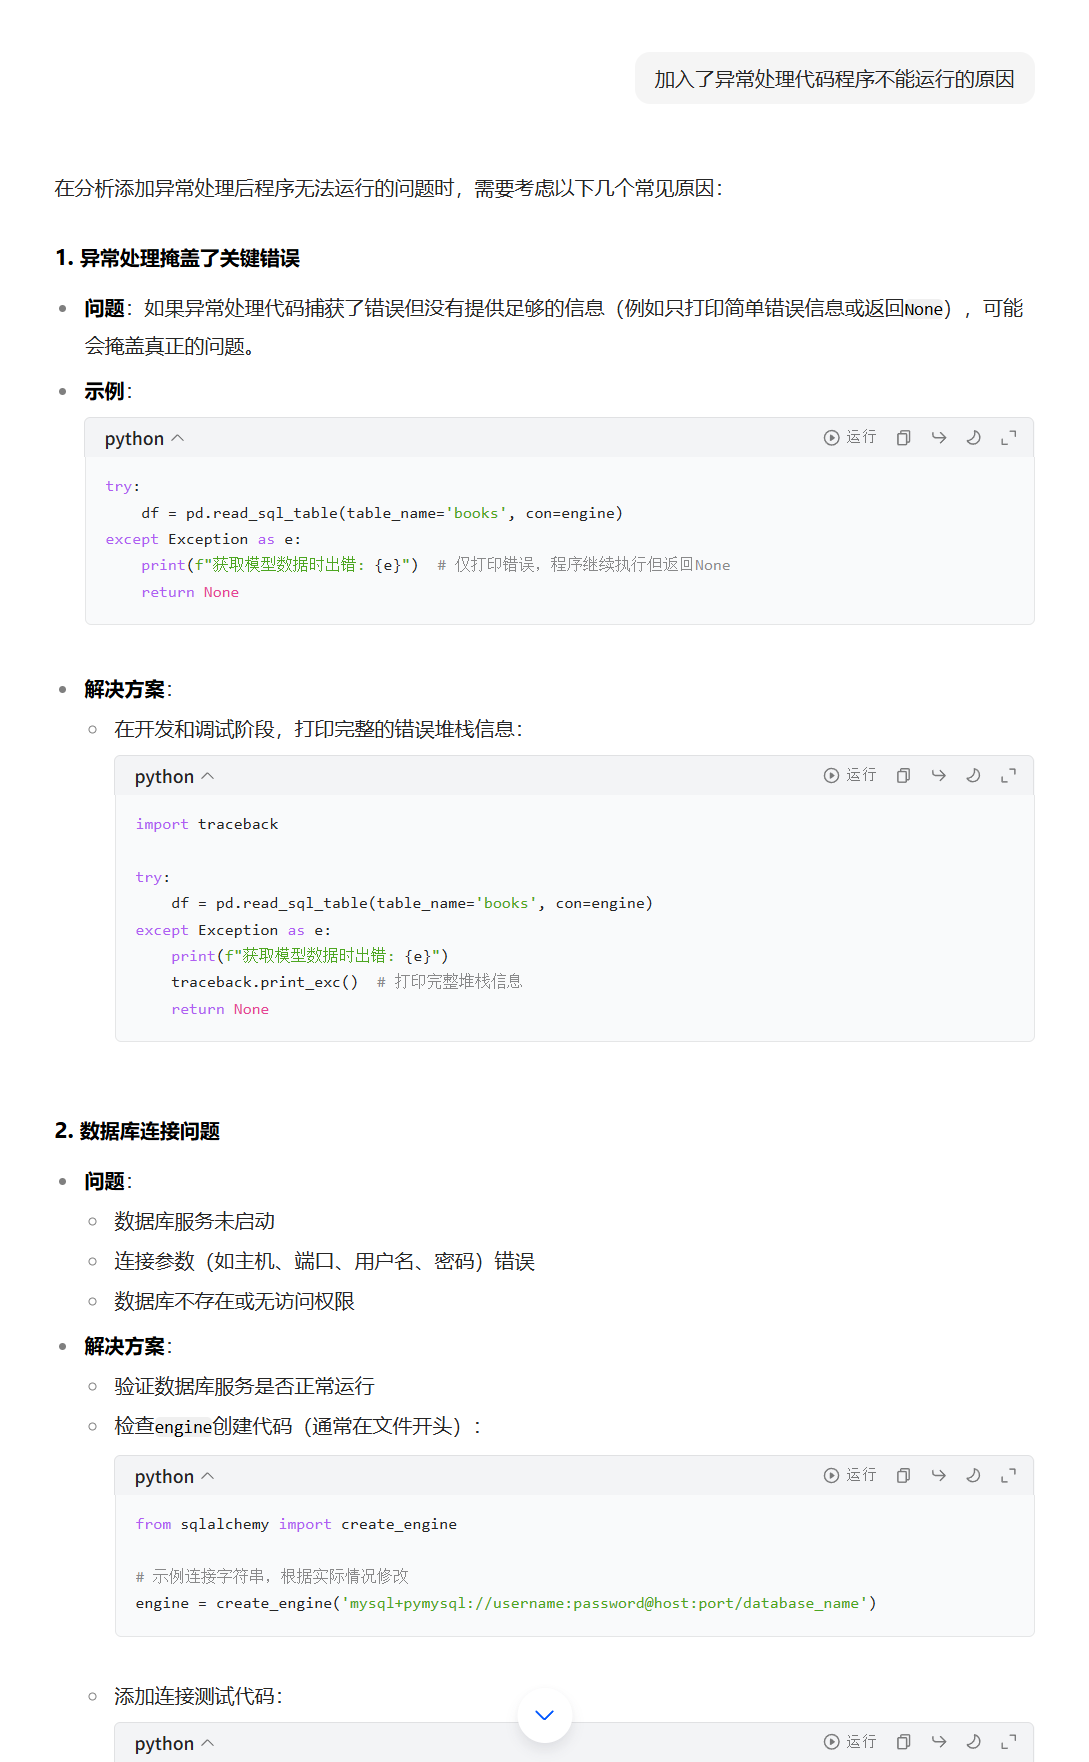 加入了异常处理代码程序不能运行的原因
在分析添加异常处理后程序无法运行的问题时，需要考虑以下几个常见原因：
1. 异常处理掩盖了关键错误
问题：如果异常处理代码捕获了错误但没有提供足够的信息（例如只打印简单错误信息或返回None），可能
会掩盖真正的问题。
示例：
python 运行
try:
    df = pd.read_sql_table(table_name='books', con=engine)
except Exception as e:
    print(f"获取模型数据时出错: {e}")  # 仅打印错误，程序继续执行但返回None
    return None
解决方案：
在开发和调试阶段，打印完整的错误堆栈信息：
python 运行
import traceback
try:
    df = pd.read_sql_table(table_name='books', con=engine)
except Exception as e:
    print(f"获取模型数据时出错: {e}")
    traceback.print_exc()  # 打印完整堆栈信息
    return None
2. 数据库连接问题
问题：
数据库服务未启动
连接参数（如主机、端口、用户名、密码）错误
数据库不存在或无访问权限
解决方案：
验证数据库服务是否正常运行
检查engine创建代码（通常在文件开头）：
python 运行
from sqlalchemy import create_engine
# 示例连接字符串，根据实际情况修改
engine = create_engine('mysql+pymysql://username:password@host:port/database_name')
添加连接测试代码：
python 运行